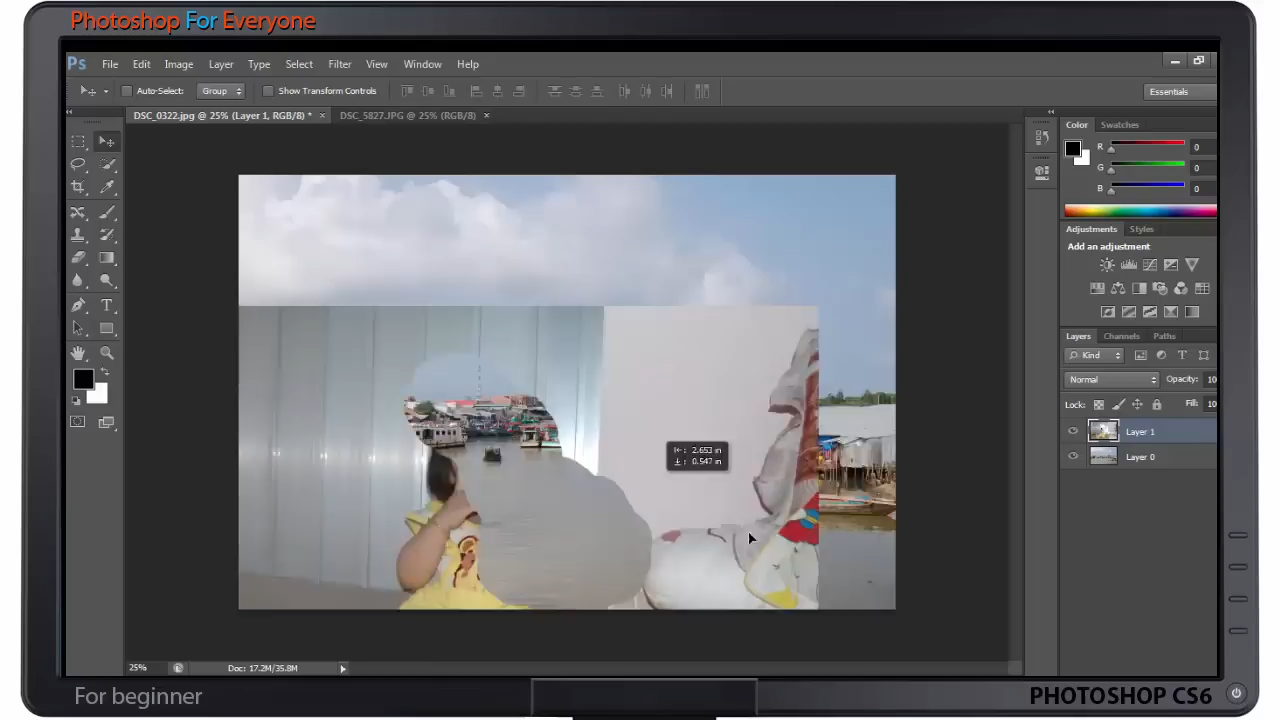 Photoshop For Everyone
Ps File Edit Image Layer Type Select Filter View Window Help
Auto-Select: Group Show Transform Controls Essentials
DSC_0322.jpg @ 25% (Layer 1, RGB/8) * × DSC_5827.JPG @ 25% (RGB/8) ×
Color Swatches
R 0
G 0
B 0
Adjustments Styles
Add an adjustment
Layers Channels Paths
Kind T
Normal Opacity: 10
Lock: Fill: 10
Layer 1
Layer 0
2.653 in
0.547 in
25% Doc: 17.2M/35.8M
For beginner PHOTOSHOP CS6